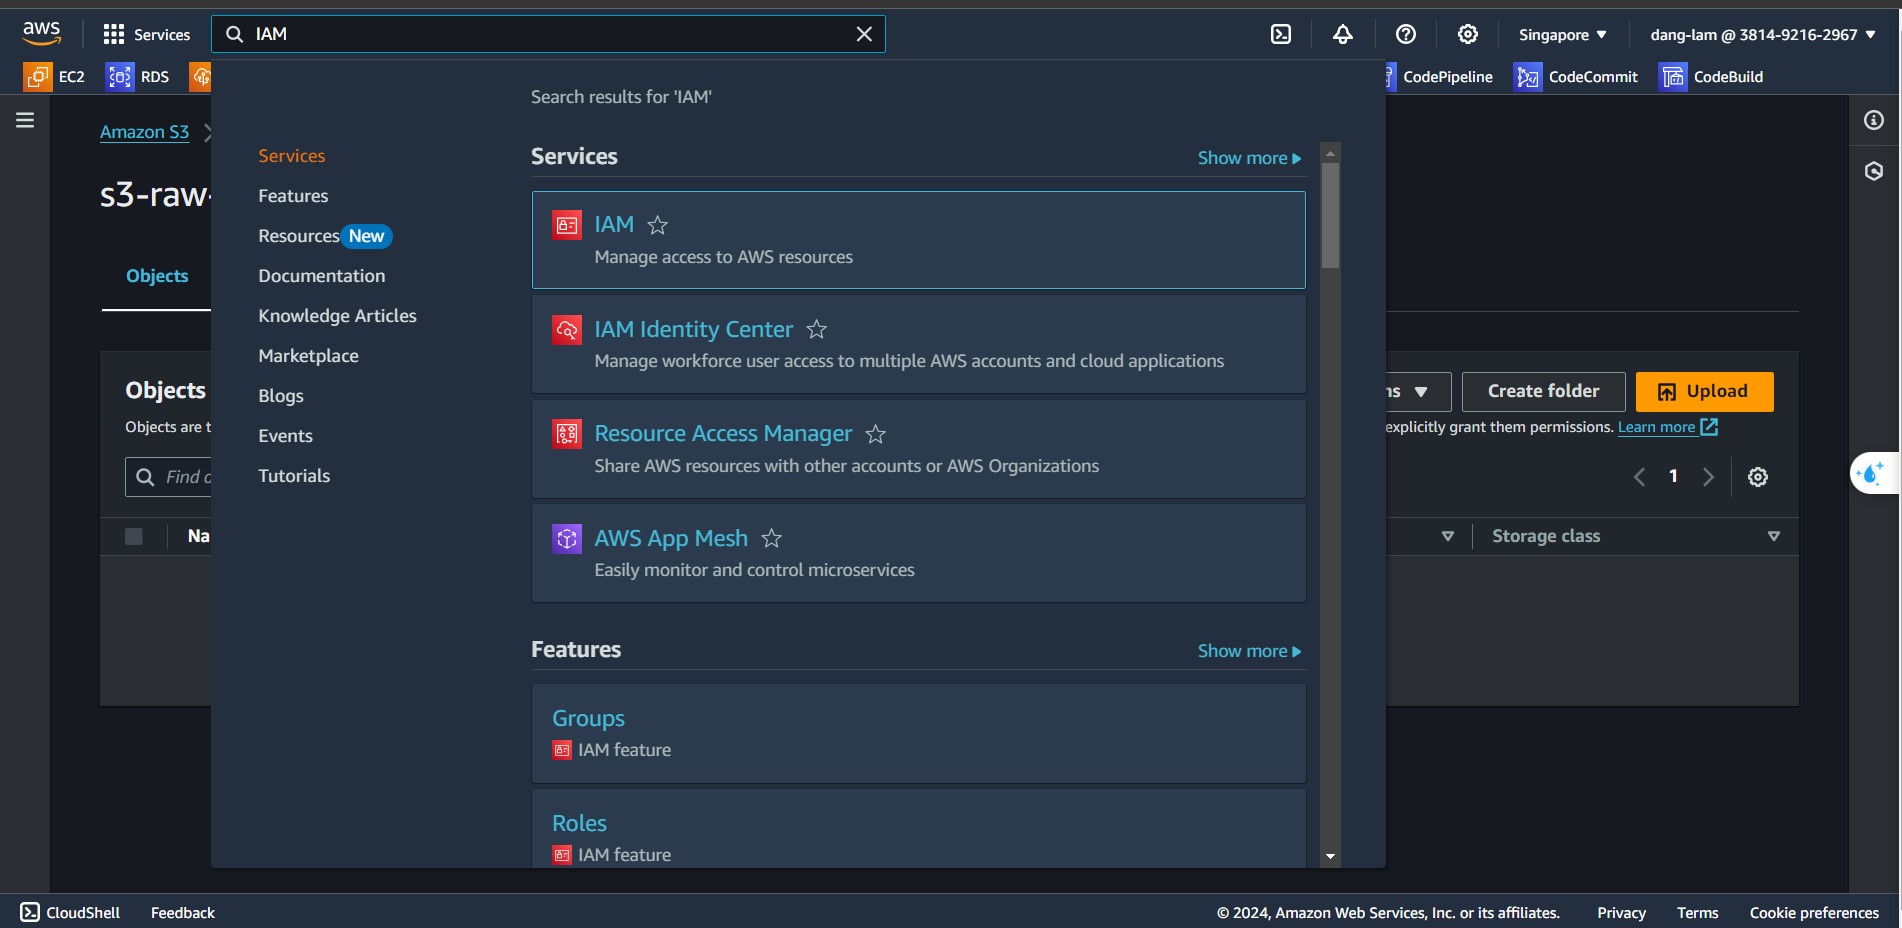 aws
Services
IAM
Singapore
dang-lam @ 3814-9216-2967
EC2
RDS
CodePipeline
CodeCommit
CodeBuild
Search results for 'IAM'
Amazon S3
s3-raw-
Objects
Services
Features
Resources New
Documentation
Knowledge Articles
Marketplace
Blogs
Events
Tutorials
Services
Show more
IAM
Manage access to AWS resources
IAM Identity Center
Manage workforce user access to multiple AWS accounts and cloud applications
Resource Access Manager
Share AWS resources with other accounts or AWS Organizations
AWS App Mesh
Easily monitor and control microservices
Features
Show more
Groups
IAM feature
Roles
IAM feature
Objects
Create folder
Upload
Objects are
explicitly grant them permissions. Learn more
Find
1
Storage class
CloudShell
Feedback
© 2024, Amazon Web Services, Inc. or its affiliates.
Privacy
Terms
Cookie preferences